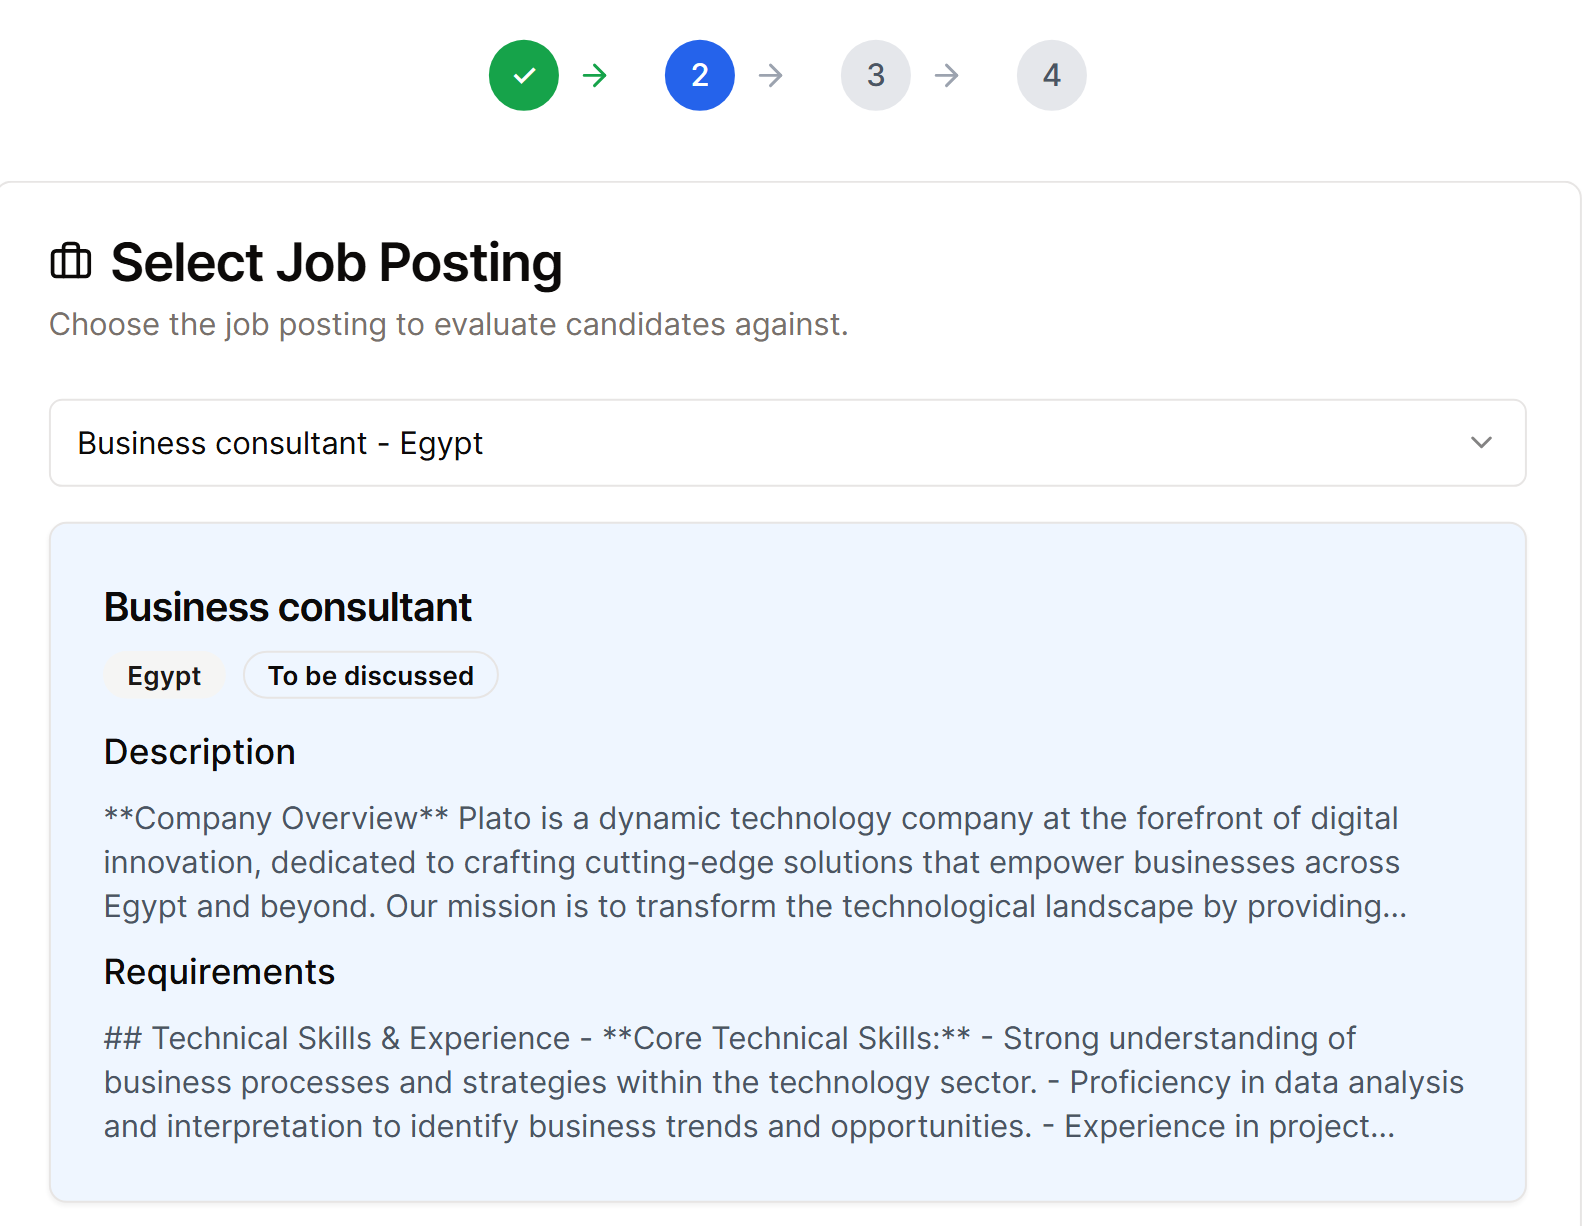 2
3
4
Select Job Posting
Choose the job posting to evaluate candidates against.
Business consultant - Egypt
Business consultant
Egypt
To be discussed
Description
**Company Overview** Plato is a dynamic technology company at the forefront of digital
innovation, dedicated to crafting cutting-edge solutions that empower businesses across
Egypt and beyond. Our mission is to transform the technological landscape by providing...
Requirements
## Technical Skills & Experience - **Core Technical Skills:** - Strong understanding of
business processes and strategies within the technology sector. - Proficiency in data analysis
and interpretation to identify business trends and opportunities. - Experience in project...